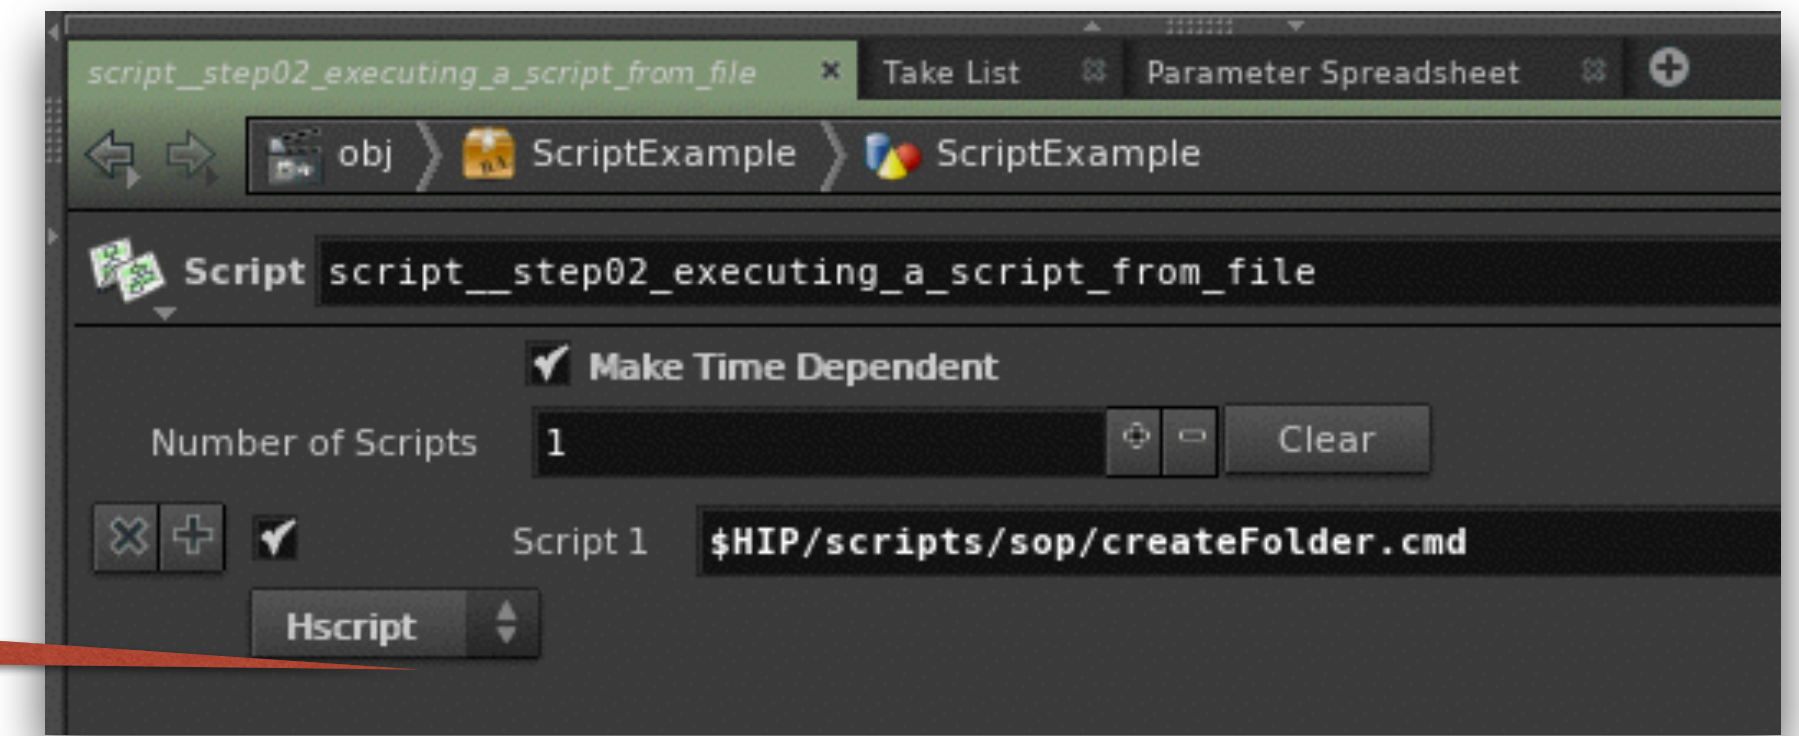 script__step02_executing_a_script_from_file Take List Parameter Spreadsheet
obj ScriptExample ScriptExample
Script script__step02_executing_a_script_from_file
Make Time Dependent
Number of Scripts 1 Clear
Script 1 $HIP/scripts/sop/createFolder.cmd
Hscript